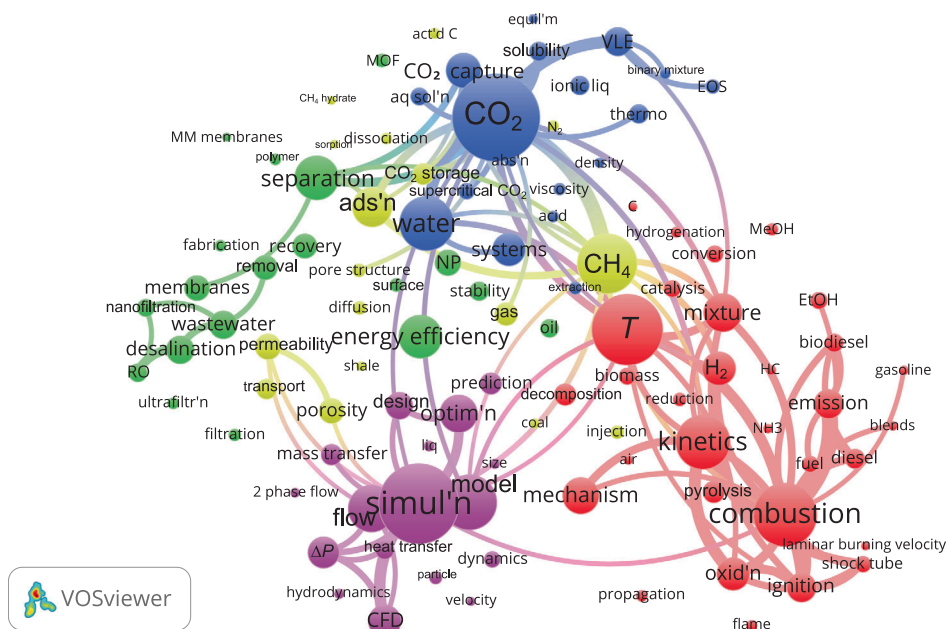 equil'm
act'd C
solubility
VLE
MOF
CO₂ capture
binary mixture
EOS
aq sol'n
ionic liq
CH₄ hydrate
CO₂
thermo
N₂
MM membranes
sorption
dissociation
polymer
abs'n
density
separation
CO₂ storage
supercritical CO₂
viscosity
ads'n
water
acid
C
hydrogenation
MeOH
fabrication
recovery
systems
conversion
removal
pore structure
NP
CH₄
membranes
surface
stability
extraction
catalysis
nanofiltration
diffusion
gas
mixture
EtOH
wastewater
energy efficiency
oil
T
biodiesel
desalination
permeability
RO
shale
biomass
H₂
HC
gasoline
transport
prediction
decomposition
reduction
emission
ultrafiltr'n
porosity
design
optim'n
coal
injection
NH3
blends
filtration
liq
kinetics
mass transfer
size
air
fuel
diesel
2 phase flow
model
mechanism
pyrolysis
simul'n
flow
combustion
ΔP
heat transfer
dynamics
laminar burning velocity
shock tube
particle
oxid'n
ignition
hydrodynamics
velocity
propagation
CFD
flame
VOSviewer